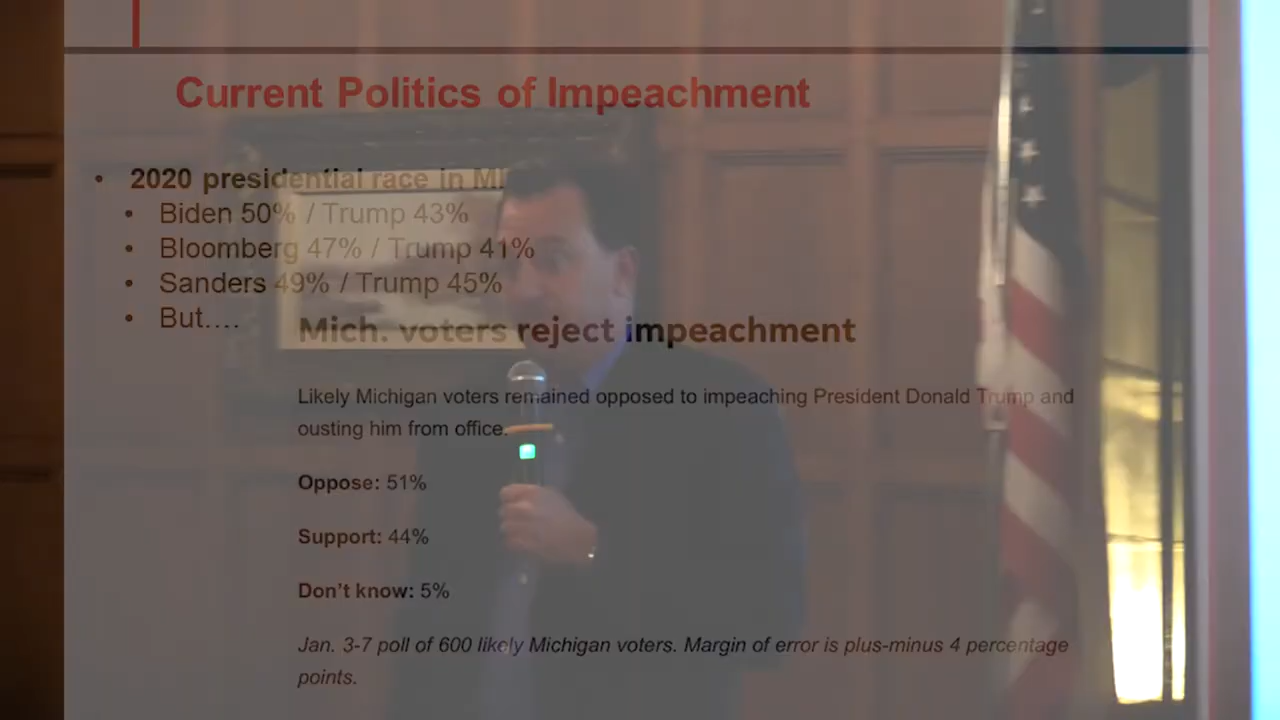 Current Politics of Impeachment
• 2020 presidential race in MI
• Biden 50% / Trump 43%
• Bloomberg 47% / Trump 41%
• Sanders 49% / Trump 45%
• But....
Mich. voters reject impeachment
Likely Michigan voters remained opposed to impeaching President Donald Trump and
ousting him from office.
Oppose: 51%
Support: 44%
Don’t know: 5%
Jan. 3-7 poll of 600 likely Michigan voters. Margin of error is plus-minus 4 percentage
points.